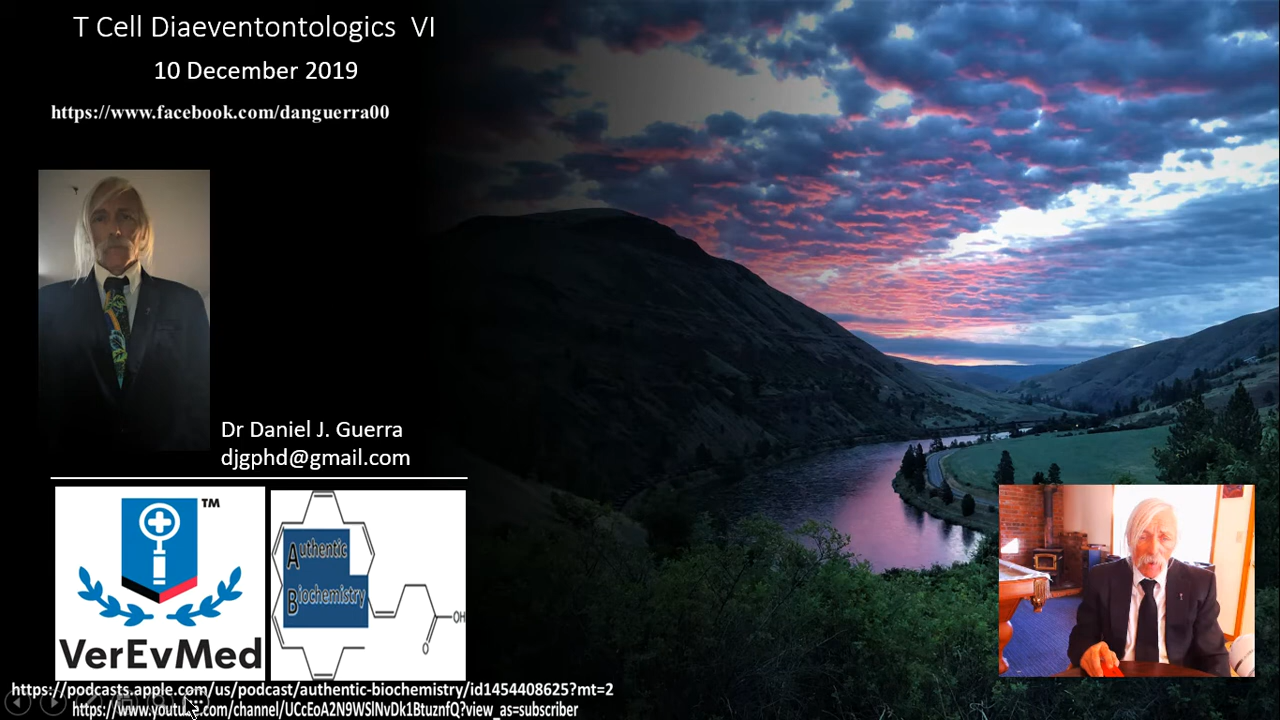 T Cell Diaeventontologics VI
10 December 2019
https://www.facebook.com/danguerra00
Dr Daniel J. Guerra
djgphd@gmail.com
TM
VerEvMed
Authentic
Biochemistry
OH
O
https://podcasts.apple.com/us/podcast/authentic-biochemistry/id1454408625?mt=2
https://www.youtube.com/channel/UCcEoA2N9WSlNvDk1BtuznfQ?view_as=subscriber